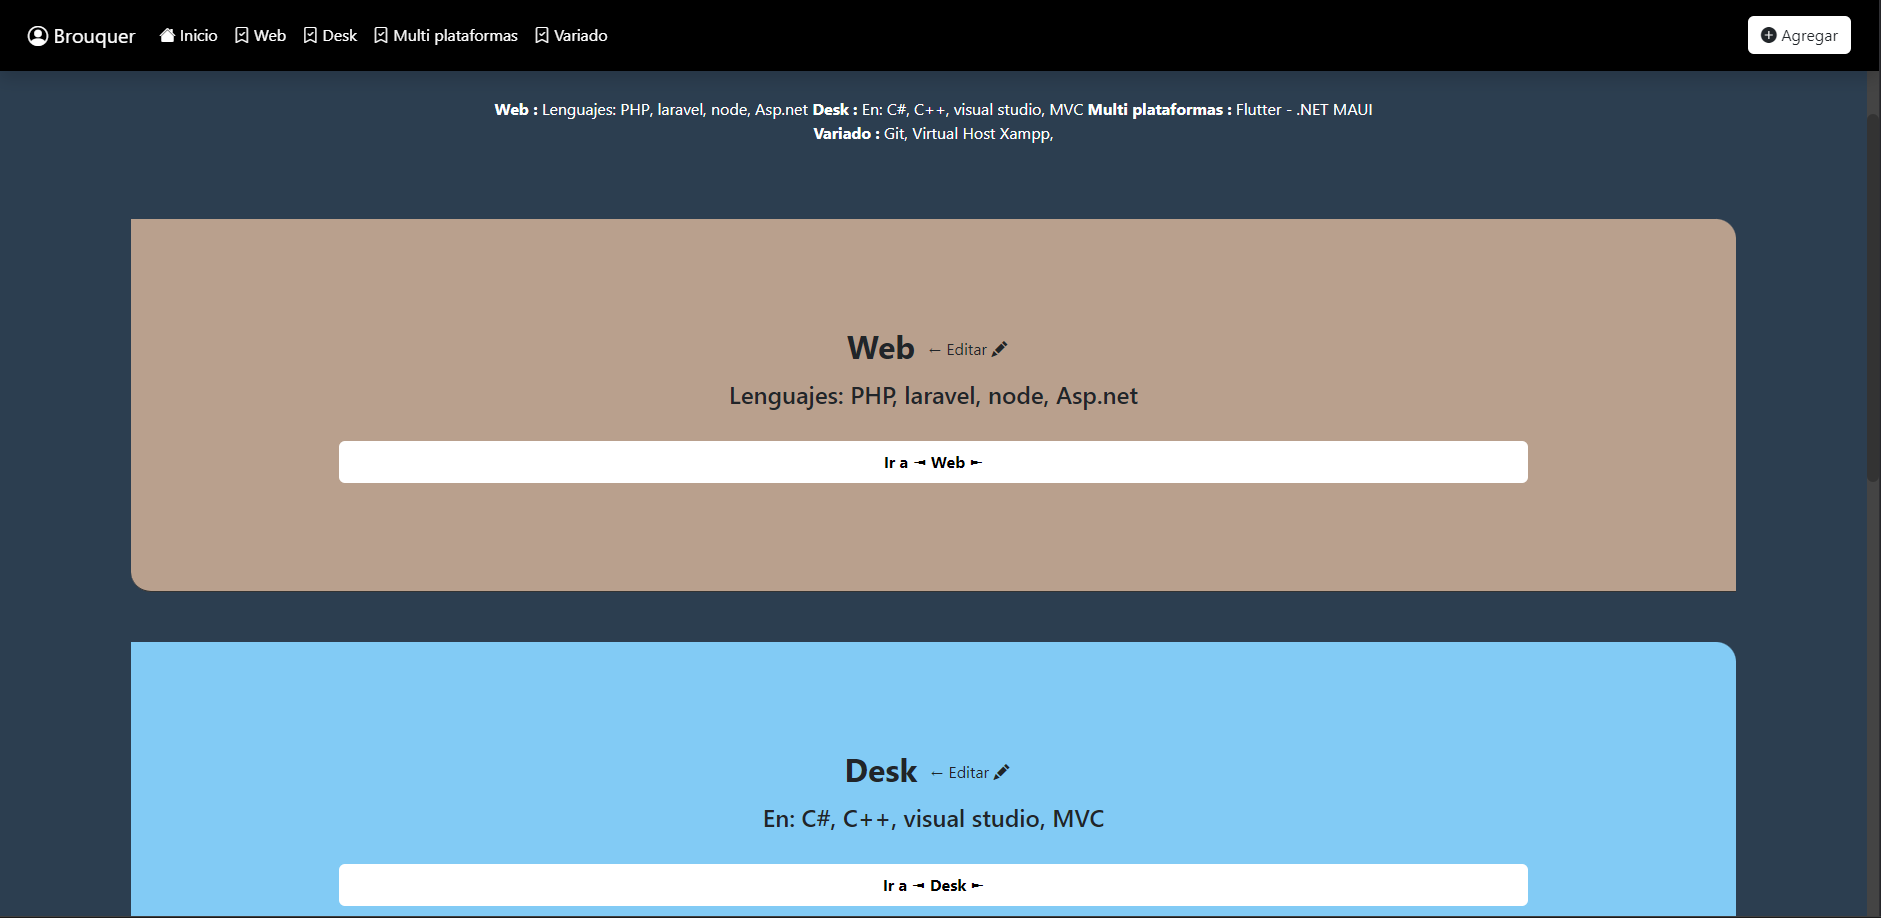 Brouquer Inicio Web Desk Multi plataformas Variado Agregar
Web : Lenguajes: PHP, laravel, node, Asp.net Desk : En: C#, C++, visual studio, MVC Multi plataformas : Flutter - .NET MAUI
Variado : Git, Virtual Host Xampp,
Web ← Editar
Lenguajes: PHP, laravel, node, Asp.net
Ir a ⤙ Web ⤚
Desk ← Editar
En: C#, C++, visual studio, MVC
Ir a ⤙ Desk ⤚